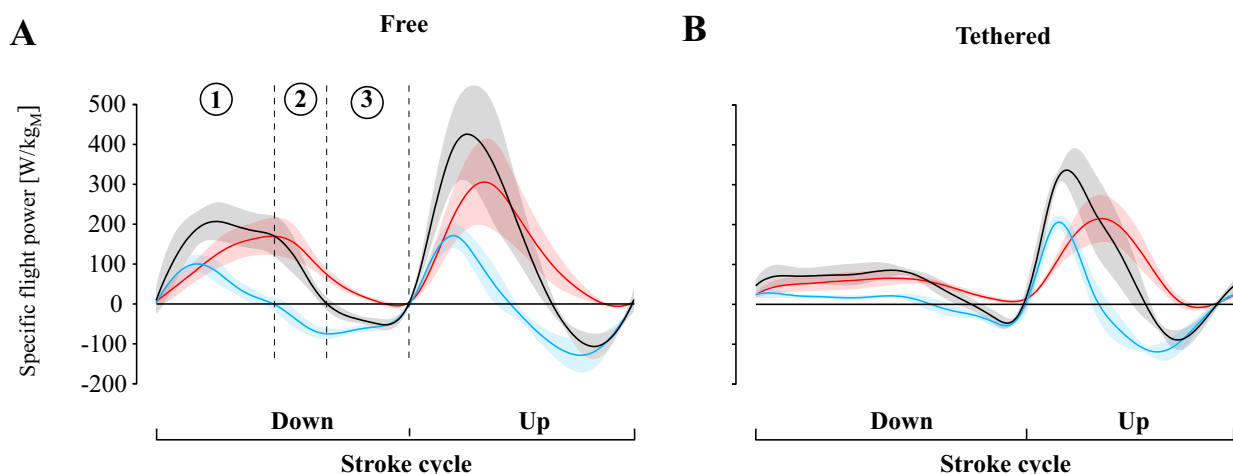 A
Free
B
Tethered
1
2
3
Specific flight power [W/kgM]
500
400
300
200
100
0
-100
-200
Down
Up
Stroke cycle
Down
Up
Stroke cycle